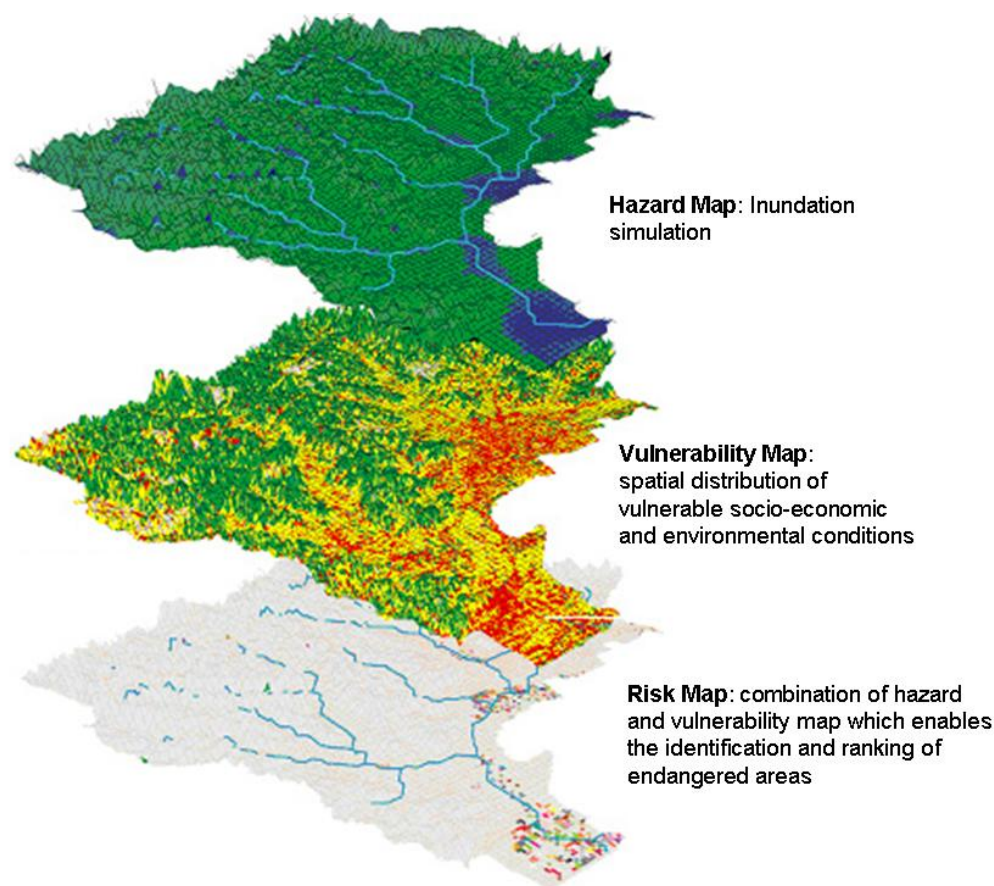 Hazard Map: Inundation
simulation
Vulnerability Map:
spatial distribution of
vulnerable socio-economic
and environmental conditions
Risk Map: combination of hazard
and vulnerability map which enables
the identification and ranking of
endangered areas